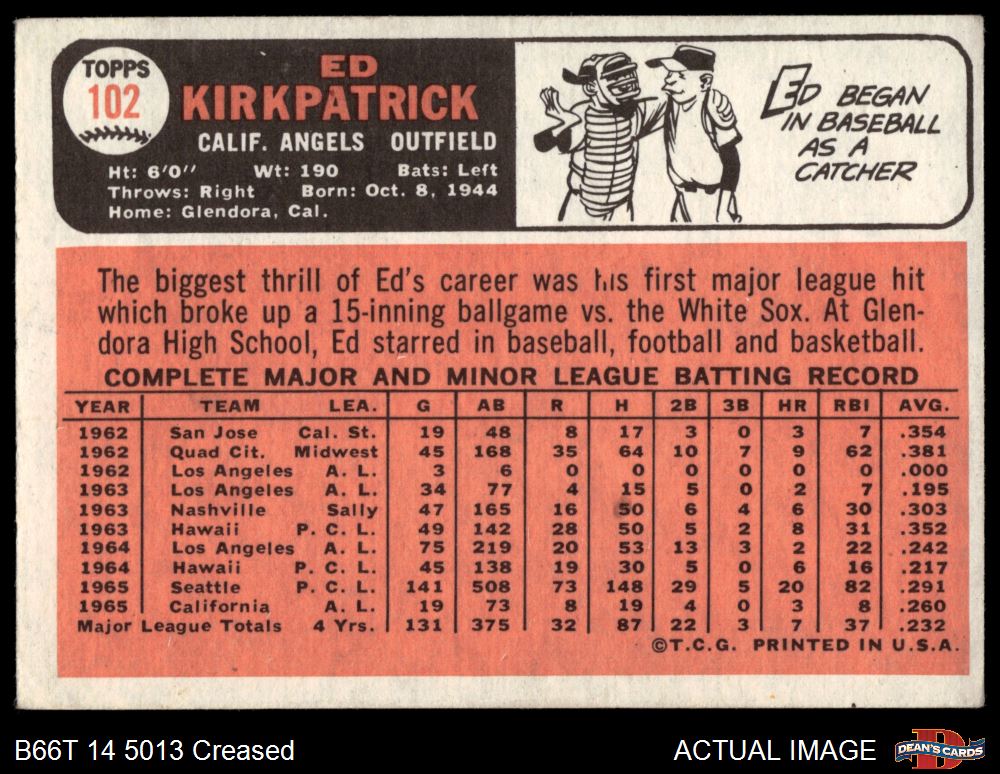 TOPPS
102
ED
KIRKPATRICK
CALIF. ANGELS OUTFIELD
Ht: 6'0" Wt: 190 Bats: Left
Throws: Right Born: Oct. 8, 1944
Home: Glendora, Cal.
ED BEGAN
IN BASEBALL
AS A
CATCHER
The biggest thrill of Ed's career was his first major league hit
which broke up a 15-inning ballgame vs. the White Sox. At Glen-
dora High School, Ed starred in baseball, football and basketball.
COMPLETE MAJOR AND MINOR LEAGUE BATTING RECORD
YEAR TEAM LEA. G AB R H 2B 3B HR RBI AVG.
1962 San Jose Cal. St. 19 48 8 17 3 0 3 7 .354
1962 Quad Cit. Midwest 45 168 35 64 10 7 9 62 .381
1962 Los Angeles A. L. 3 6 0 0 0 0 0 0 .000
1963 Los Angeles A. L. 34 77 4 15 5 0 2 7 .195
1963 Nashville Sally 47 165 16 50 6 4 6 30 .303
1963 Hawaii P. C. L. 49 142 28 50 5 2 8 31 .352
1964 Los Angeles A. L. 75 219 20 53 13 3 2 22 .242
1964 Hawaii P. C. L. 45 138 19 30 5 0 6 16 .217
1965 Seattle P. C. L. 141 508 73 148 29 5 20 82 .291
1965 California A. L. 19 73 8 19 4 0 3 8 .260
Major League Totals 4 Yrs. 131 375 32 87 22 3 7 37 .232
©T.C.G. PRINTED IN U.S.A.
B66T 14 5013 Creased
ACTUAL IMAGE
DEAN'S CARDS